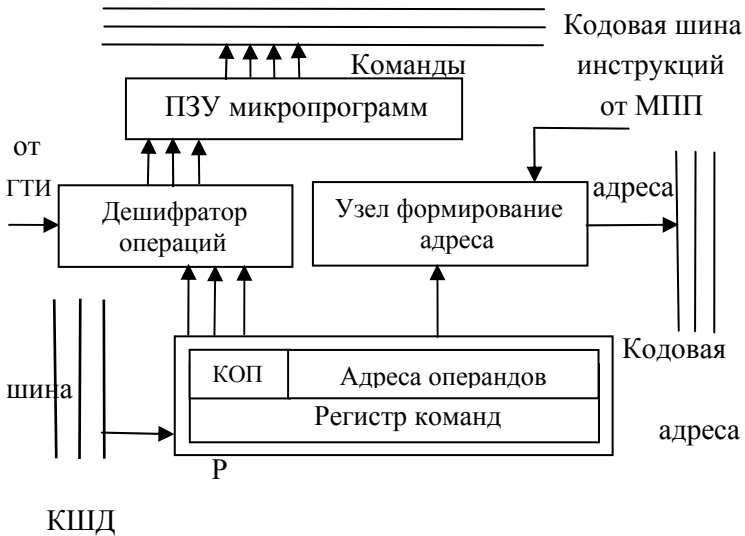 Кодовая шина
инструкций
от МПП
Команды
ПЗУ микропрограмм
от
ГТИ
Дешифратор
операций
Узел формирование
адреса
адреса
Кодовая
КОП
Адреса операндов
шина
Регистр команд
адреса
Р
КШД